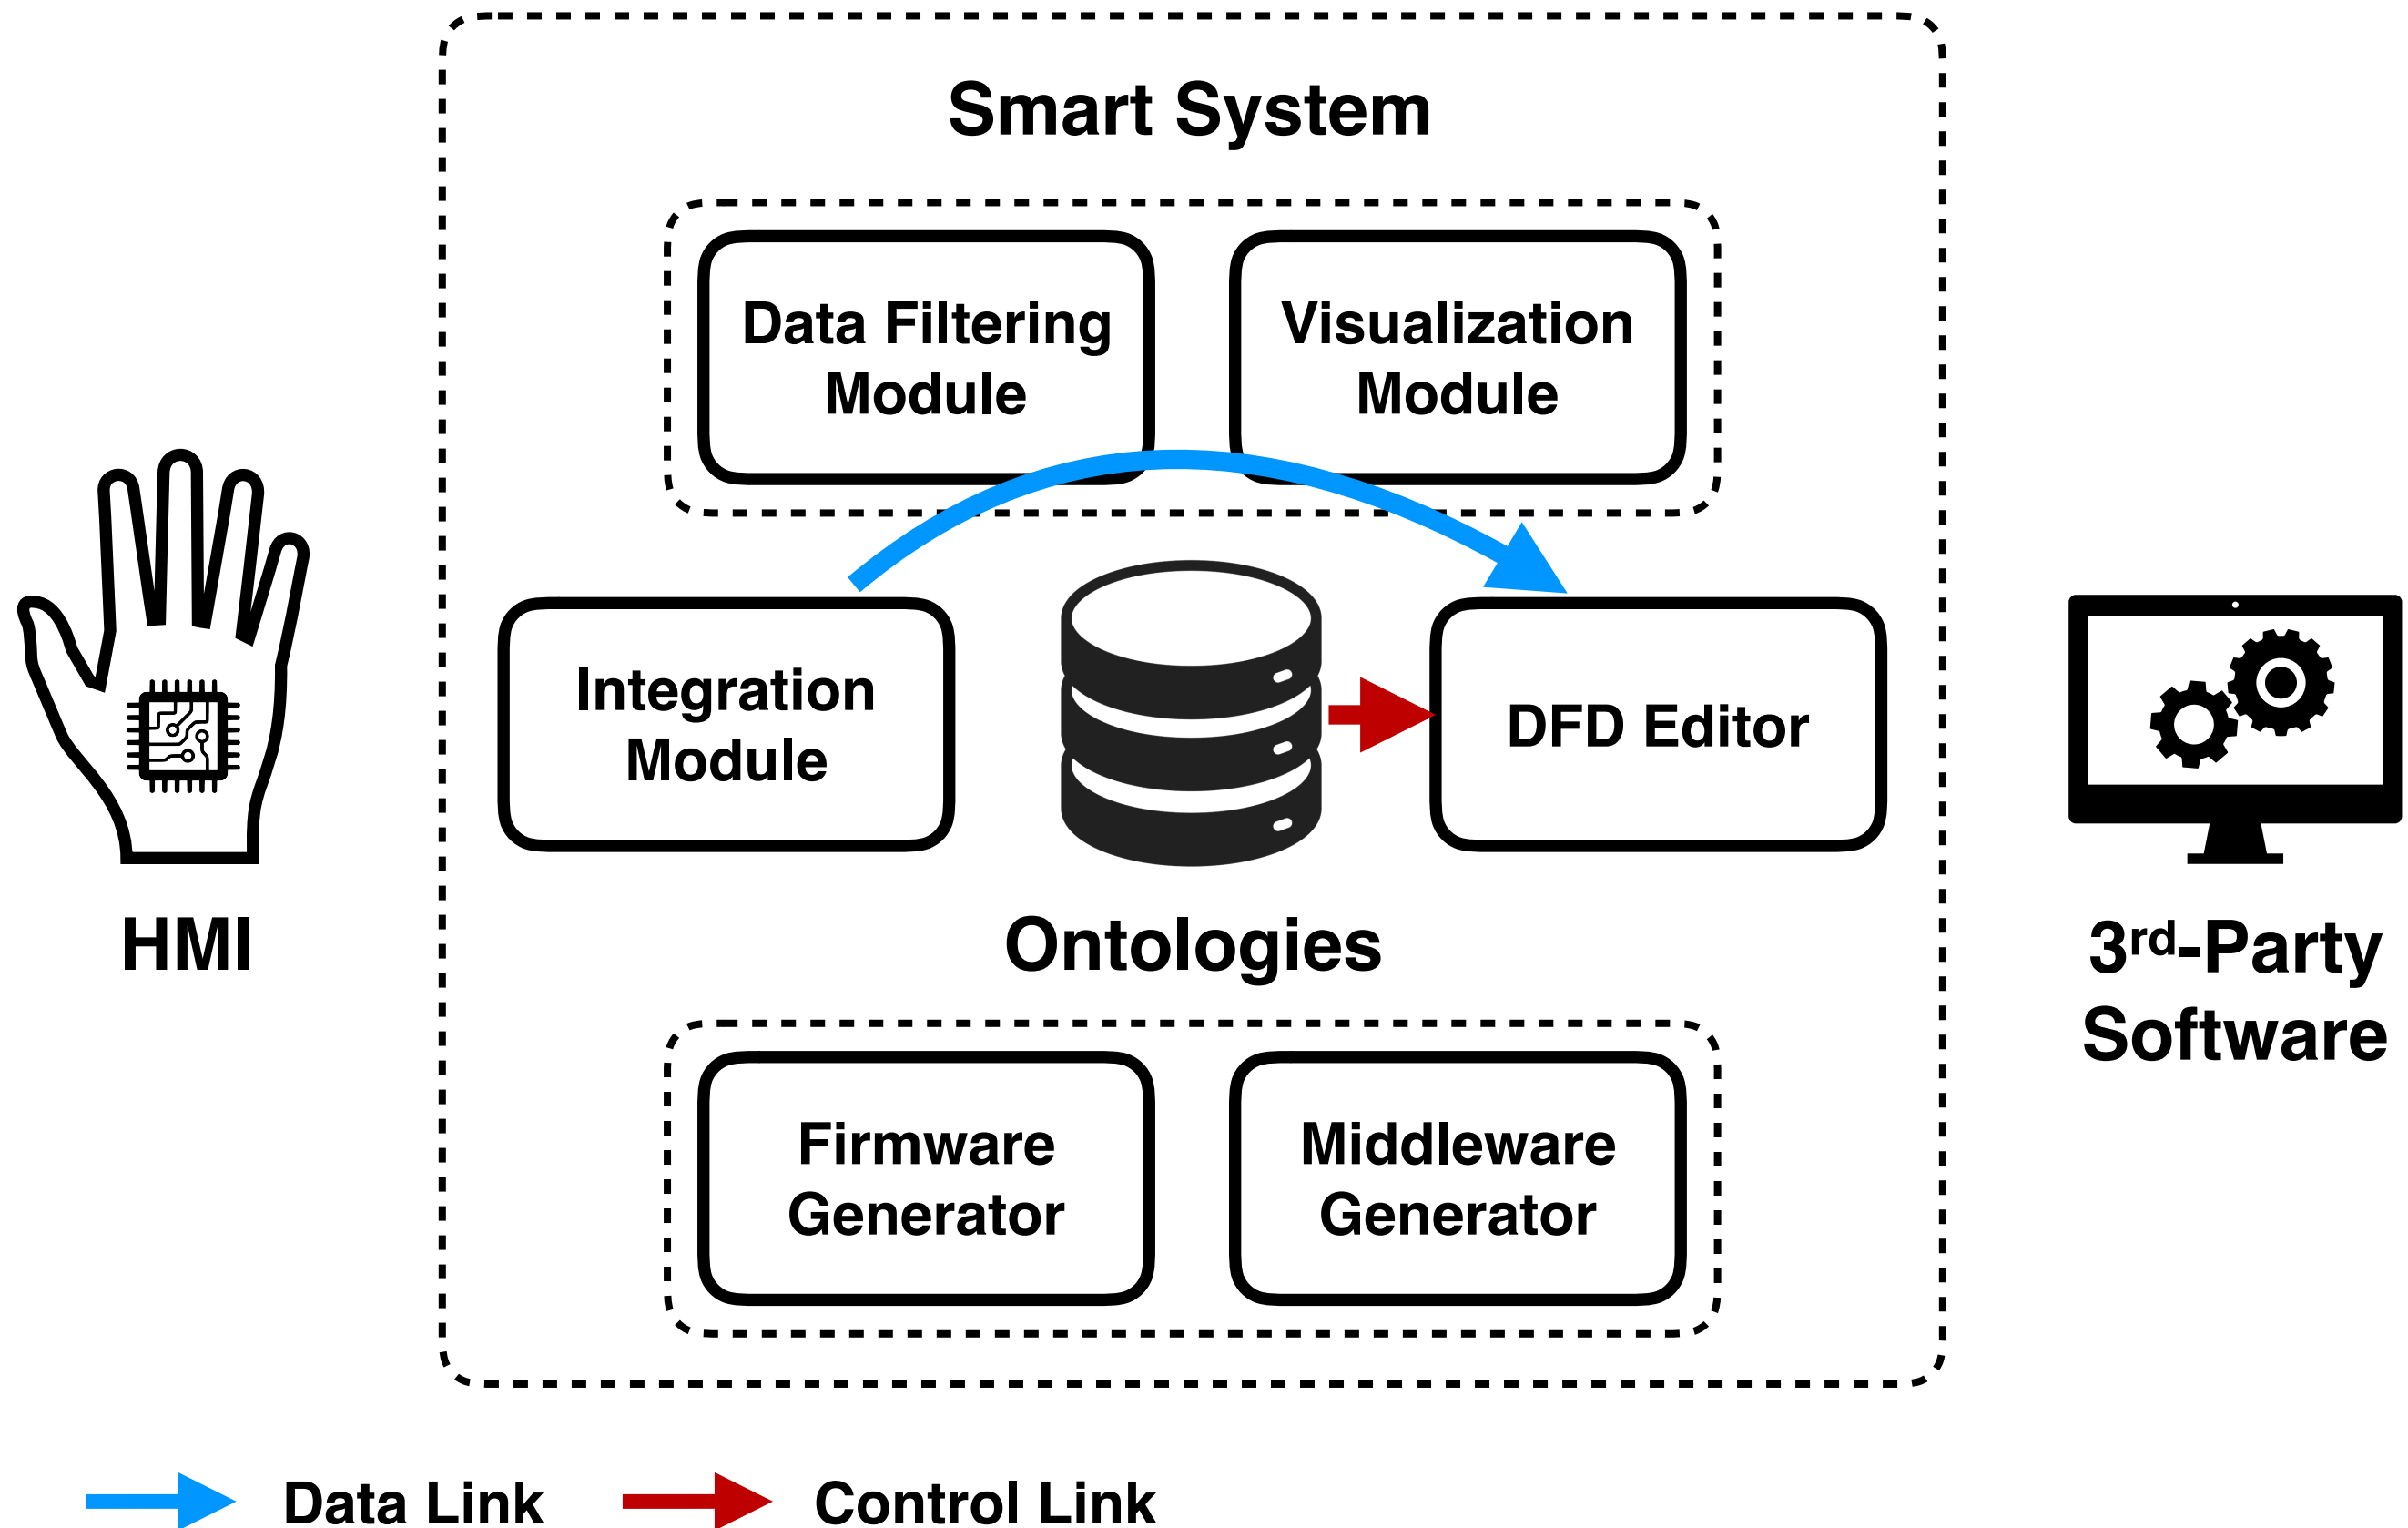 Smart System
Data Filtering
Module
Visualization
Module
Integration
Module
DFD Editor
HMI
Ontologies
3rd-Party
Software
Firmware
Generator
Middleware
Generator
Data Link
Control Link